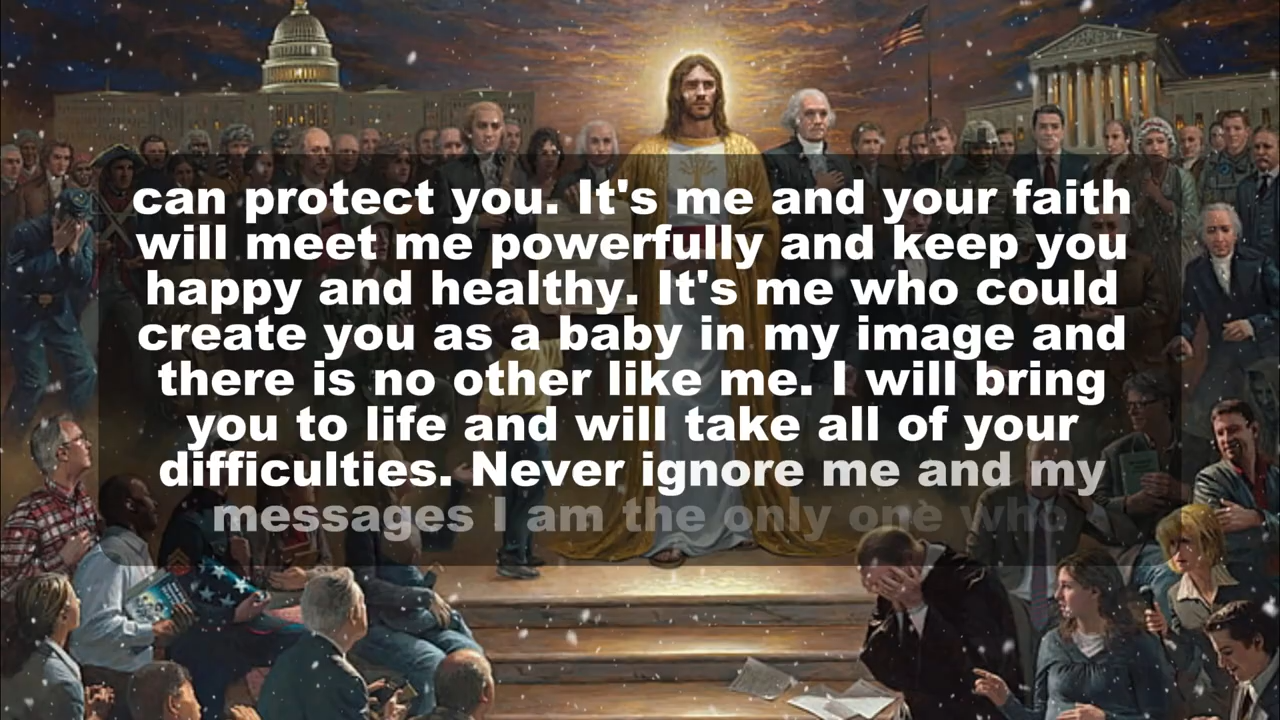 can protect you. It's me and your faith
will meet me powerfully and keep you
happy and healthy. It's me who could
create you as a baby in my image and
there is no other like me. I will bring
you to life and will take all of your
difficulties. Never ignore me and my
messages I am the only one who